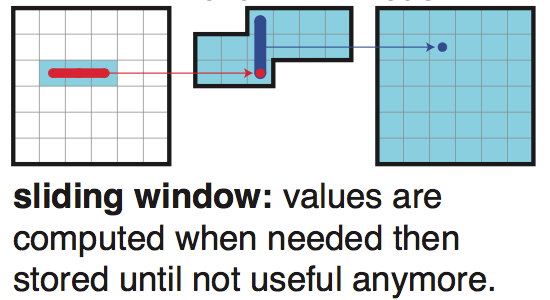 sliding window: values are
computed when needed then
stored until not useful anymore.